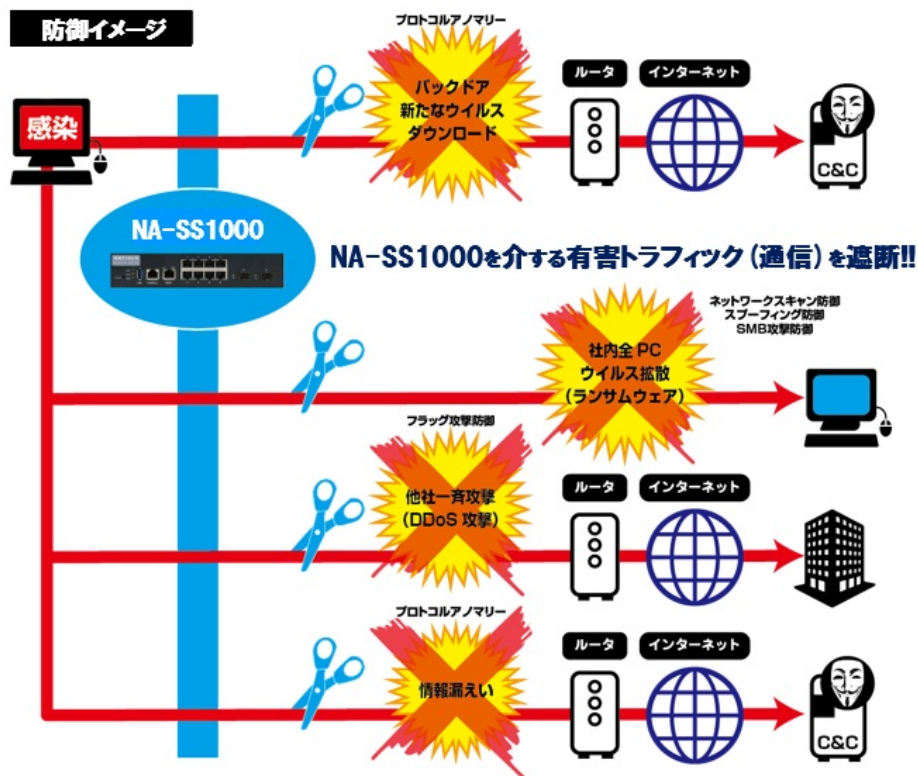 防御イメージ
プロトコルアノマリー
バックドア
新たなウイルス
ダウンロード
ルータ
インターネット
感染
C&C
NA-SS1000
NA-SS1000を介する有害トラフィック(通信)を遮断!!
ネットワークスキャン防御
スプーフィング防御
SMB攻撃防御
社内全PC
ウイルス拡散
(ランサムウェア)
フラッグ攻撃防御
他社一斉攻撃
(DDoS攻撃)
ルータ
インターネット
プロトコルアノマリー
情報漏えい
ルータ
インターネット
C&C